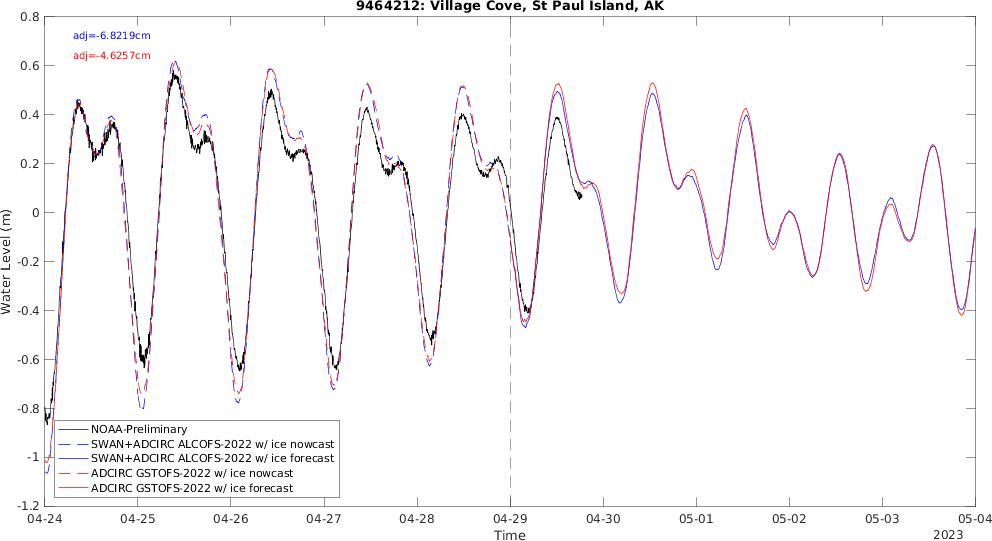 9464212: Village Cove, St Paul Island, AK
adj=-6.8219cm
adj=-4.6257cm
0.8
0.6
0.4
0.2
0
-0.2
-0.4
-0.6
-0.8
-1
-1.2
Water Level (m)
NOAA-Preliminary
SWAN+ADCIRC ALCOFS-2022 w/ ice nowcast
SWAN+ADCIRC ALCOFS-2022 w/ ice forecast
ADCIRC GSTOFS-2022 w/ ice nowcast
ADCIRC GSTOFS-2022 w/ ice forecast
04-24 04-25 04-26 04-27 04-28 04-29 04-30 05-01 05-02 05-03 05-04
Time
2023